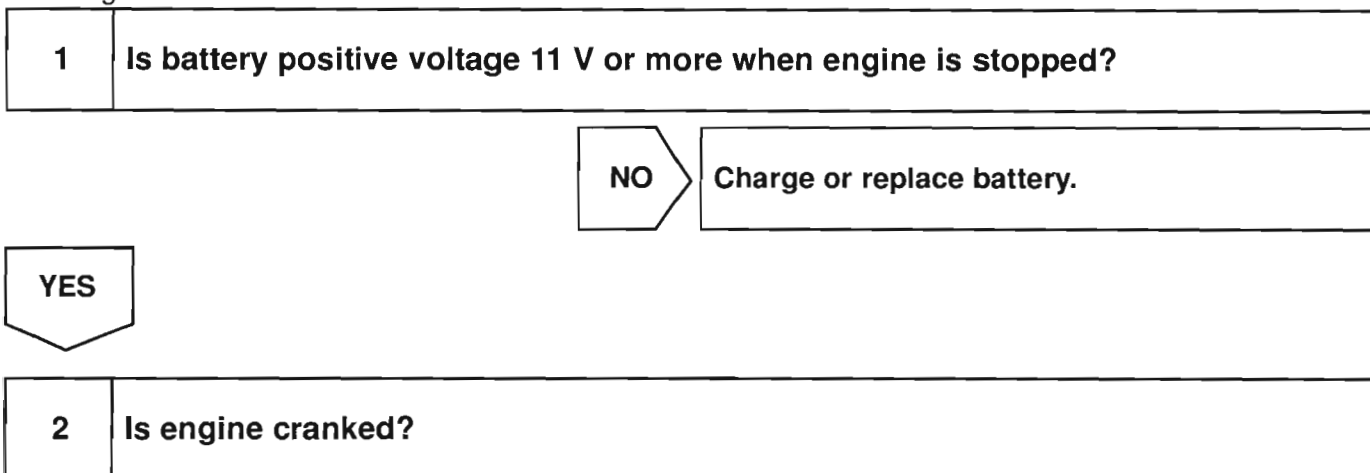 1 Is battery positive voltage 11 V or more when engine is stopped?
NO Charge or replace battery.
YES
2 Is engine cranked?